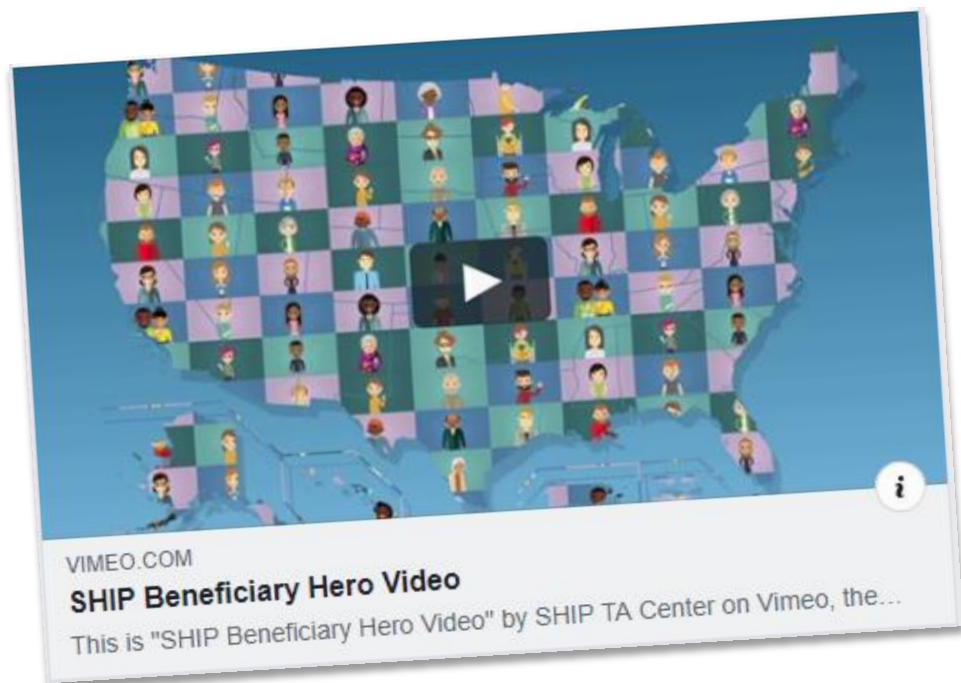 VIMEO.COM
SHIP Beneficiary Hero Video
This is "SHIP Beneficiary Hero Video" by SHIP TA Center on Vimeo, the...